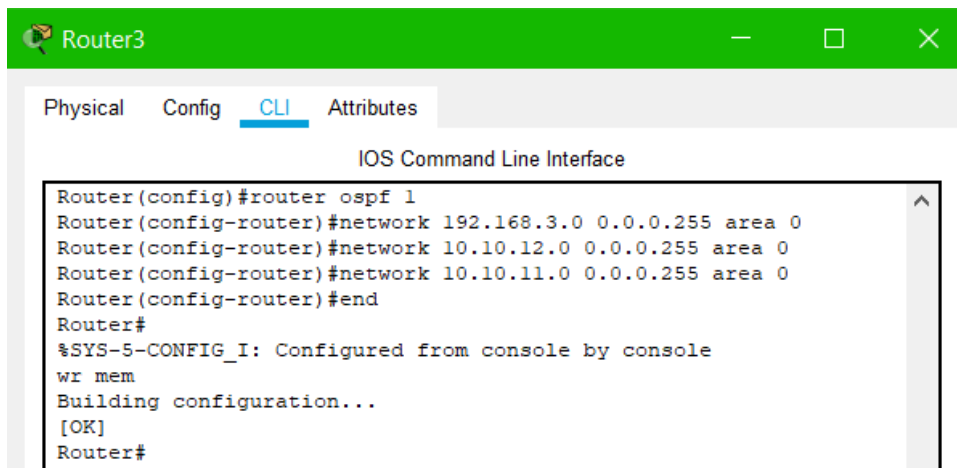 Router3
Physical Config CLI Attributes
IOS Command Line Interface
Router(config)#router ospf 1
Router(config-router)#network 192.168.3.0 0.0.0.255 area 0
Router(config-router)#network 10.10.12.0 0.0.0.255 area 0
Router(config-router)#network 10.10.11.0 0.0.0.255 area 0
Router(config-router)#end
Router#
%SYS-5-CONFIG_I: Configured from console by console
wr mem
Building configuration...
[OK]
Router#